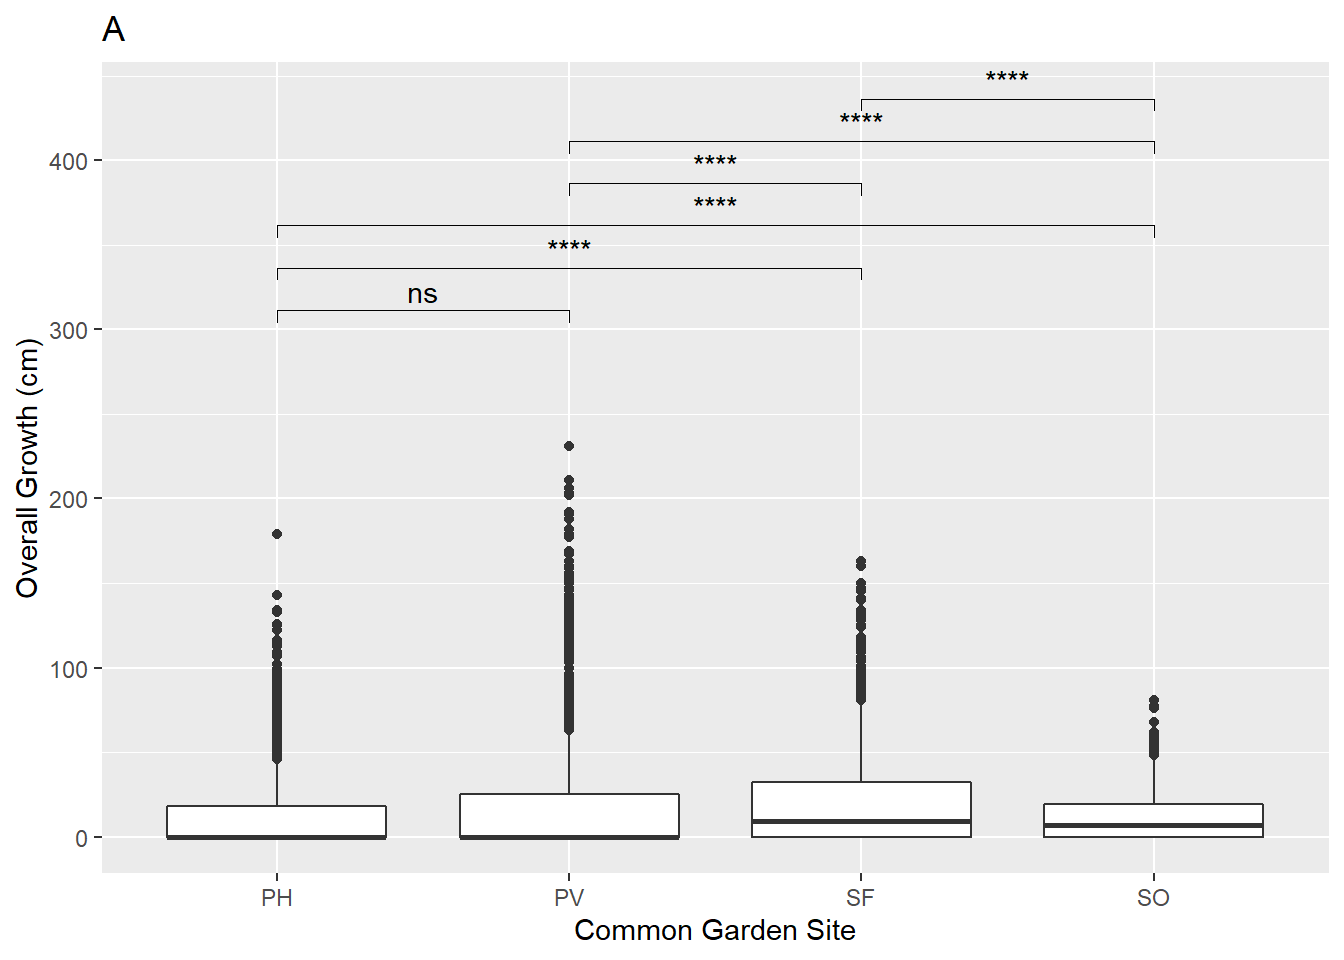 A
****
****
****
****
****
ns
400
300
200
100
0
Overall Growth (cm)
PH PV SF SO
Common Garden Site